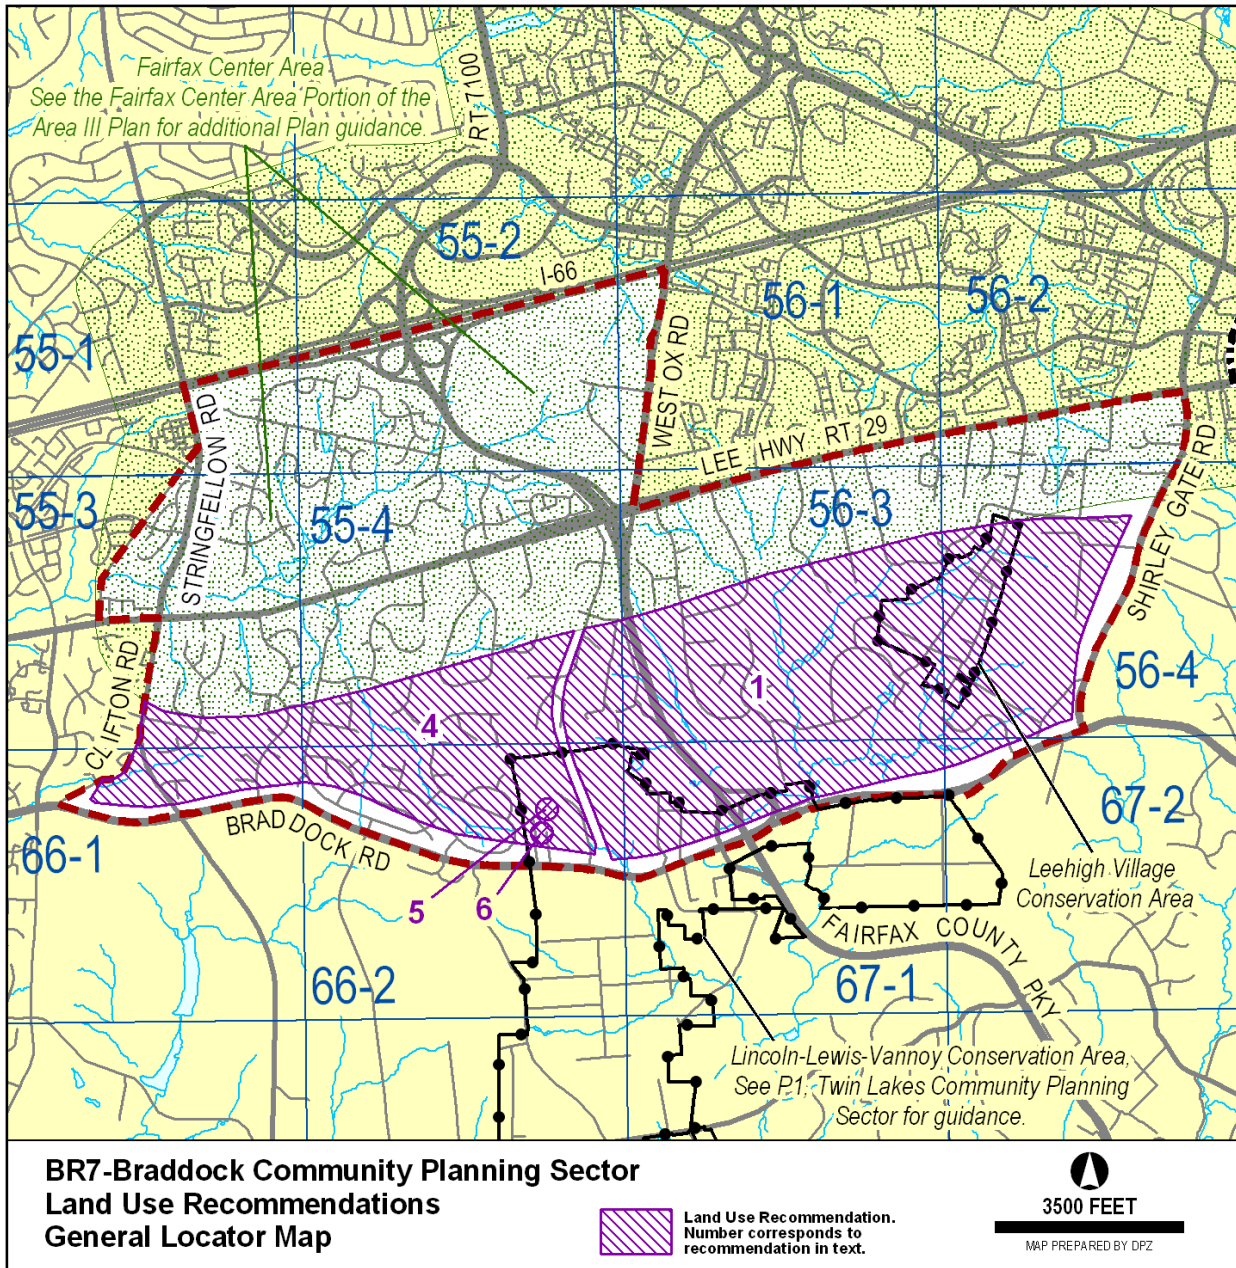 Fairfax Center Area
See the Fairfax Center Area Portion of the
Area III Plan for additional Plan guidance.
RT 7100
55-2
I-66
56-1
56-2
55-1
WEST OX RD
STRINGFELLON RD
LEE HWY RT 29
55-3
55-4
56-3
SHIRLEY GATE RD
CLIFTON RD
56-4
1
4
67-2
BRADDOCK RD
66-1
Leehigh Village
Conservation Area
5
6
FAIRFAX COUNTY PKY
66-2
67-1
Lincoln-Lewis-Vannoy Conservation Area,
See P1, Twin Lakes Community Planning
Sector for guidance.
BR7-Braddock Community Planning Sector
Land Use Recommendations
General Locator Map
Land Use Recommendation.
Number corresponds to
recommendation in text.
3500 FEET
MAP PREPARED BY DPZ